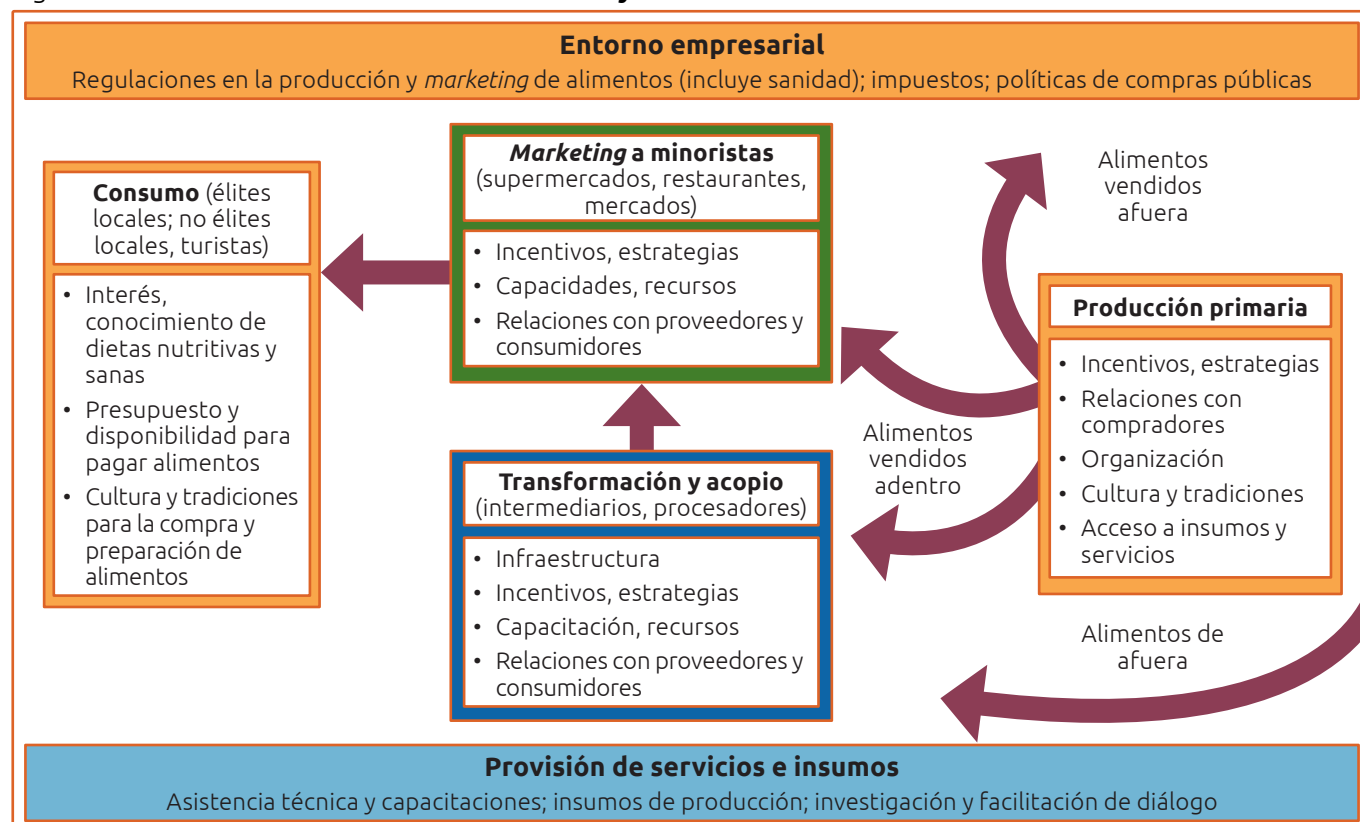 Entorno empresarial
Regulaciones en la producción y marketing de alimentos (incluye sanidad); impuestos; políticas de compras públicas
Consumo (élites
locales; no élites
locales, turistas)
• Interés,
conocimiento de
dietas nutritivas y
sanas
• Presupuesto y
disponibilidad para
pagar alimentos
• Cultura y tradiciones
para la compra y
preparación de
alimentos
Marketing a minoristas
(supermercados, restaurantes,
mercados)
• Incentivos, estrategias
• Capacidades, recursos
• Relaciones con proveedores y
consumidores
Transformación y acopio
(intermediarios, procesadores)
• Infraestructura
• Incentivos, estrategias
• Capacitación, recursos
• Relaciones con proveedores y
consumidores
Alimentos
vendidos
afuera
Alimentos
vendidos
adentro
Producción primaria
• Incentivos, estrategias
• Relaciones con
compradores
• Organización
• Cultura y tradiciones
• Acceso a insumos y
servicios
Alimentos de
afuera
Provisión de servicios e insumos
Asistencia técnica y capacitaciones; insumos de producción; investigación y facilitación de diálogo